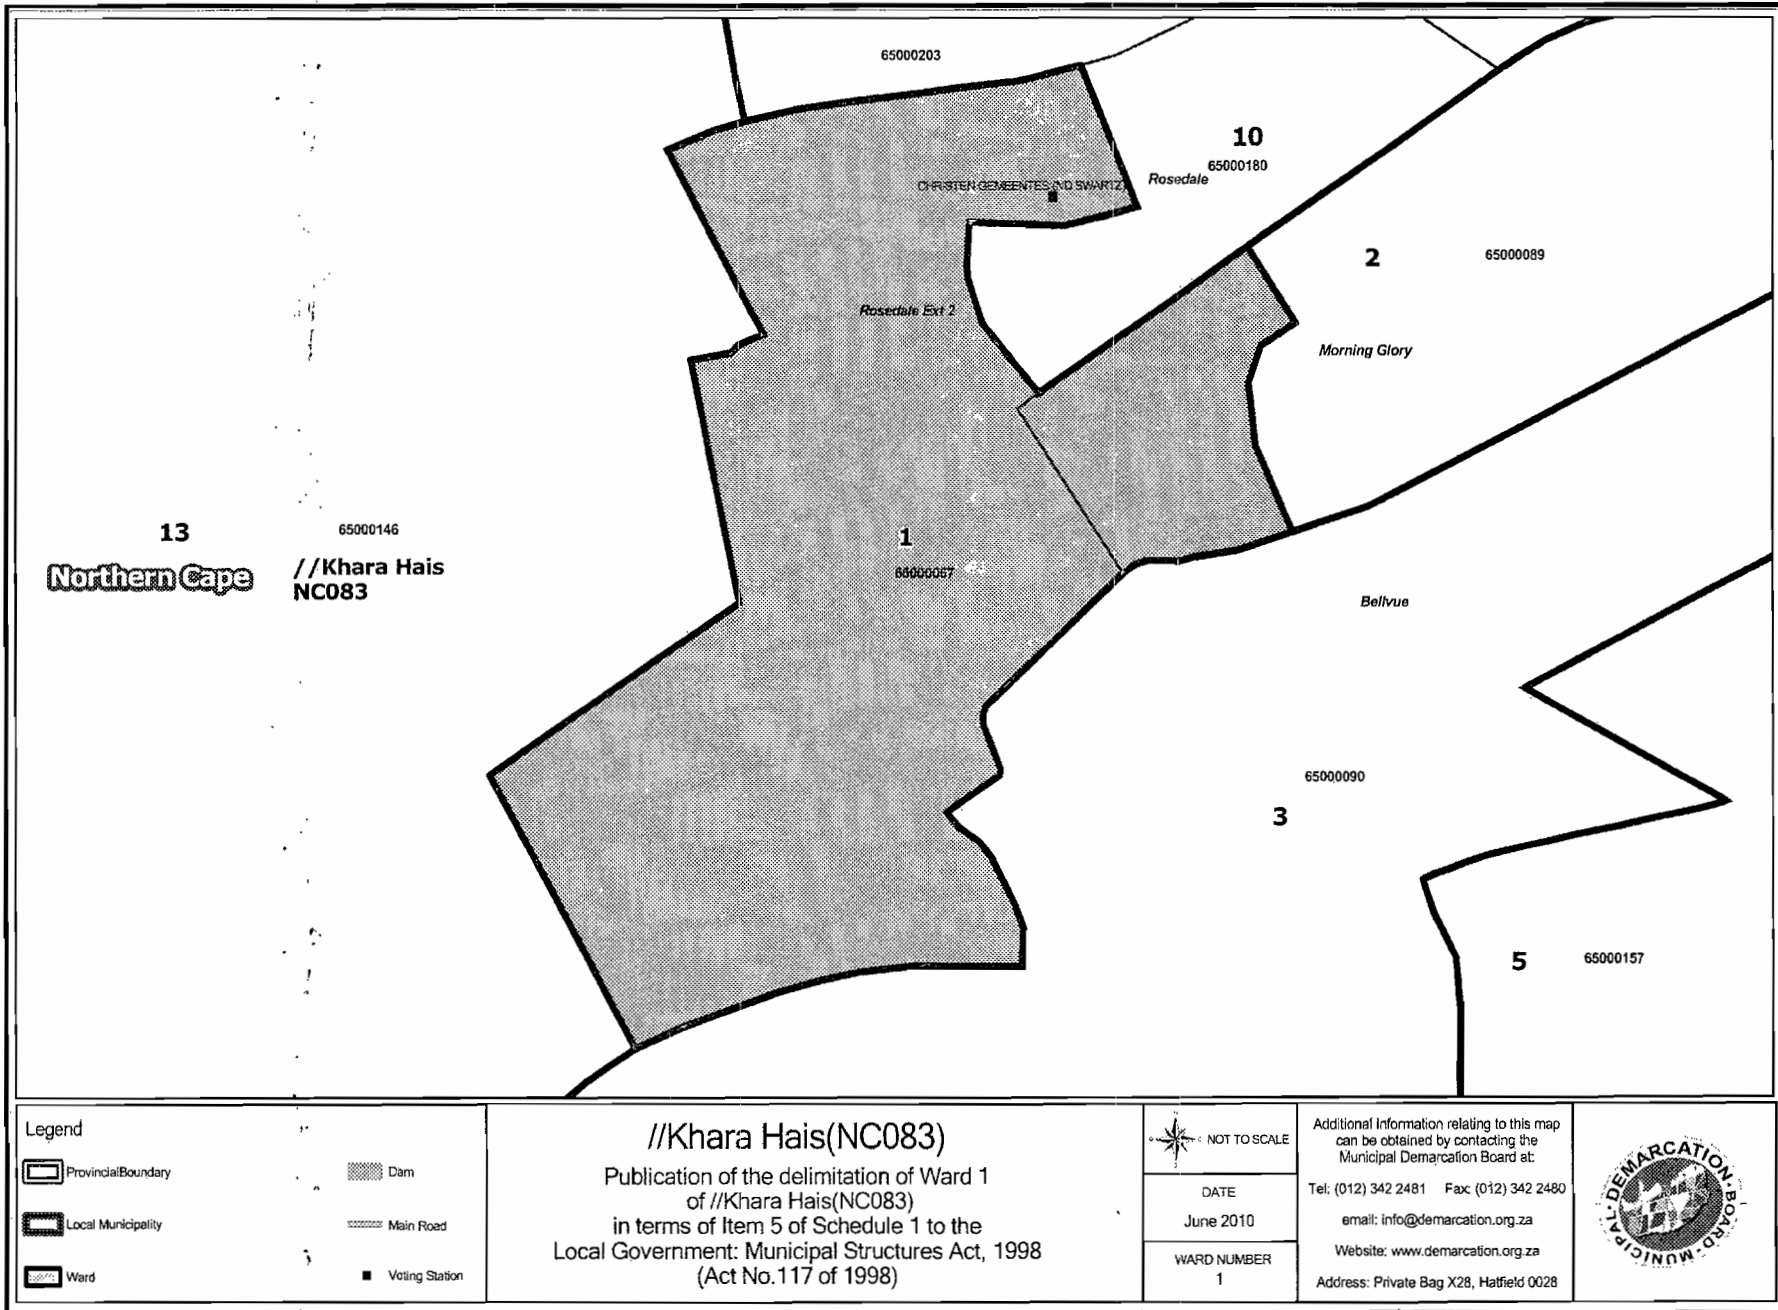 65000203
10
65000180
Rosedale
CHRISTEN GEMEENTES (ND SWARTZ)
2
65000089
Rosedale Ext 2
Morning Glory
13
65000146
Northern Cape
//Khara Hais
NC083
1
65000067
Bellvue
65000090
3
5
65000157
Legend
ProvincialBoundary
Dam
Local Municipality
Main Road
Ward
Voting Station
//Khara Hais(NC083)
Publication of the delimitation of Ward 1
of //Khara Hais(NC083)
in terms of Item 5 of Schedule 1 to the
Local Government: Municipal Structures Act, 1998
(Act No.117 of 1998)
NOT TO SCALE
DATE
June 2010
WARD NUMBER
1
Additional Information relating to this map
can be obtained by contacting the
Municipal Demarcation Board at:
Tel: (012) 342 2481 Fax: (012) 342 2480
email: info@demarcation.org.za
Website: www.demarcation.org.za
Address: Private Bag X28, Hatfield 0028
MUNICIPAL DEMARCATION BOARD